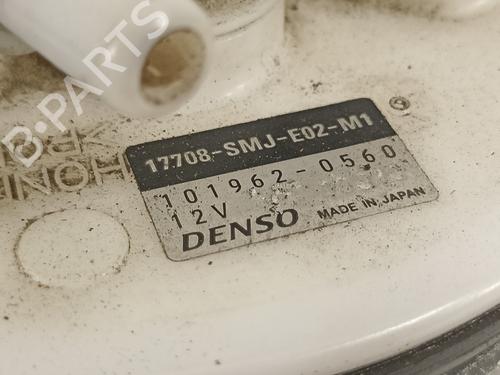 B-PARTS
17708-SMJ-E02-M1
101962-0560
12V
DENSO MADE IN JAPAN